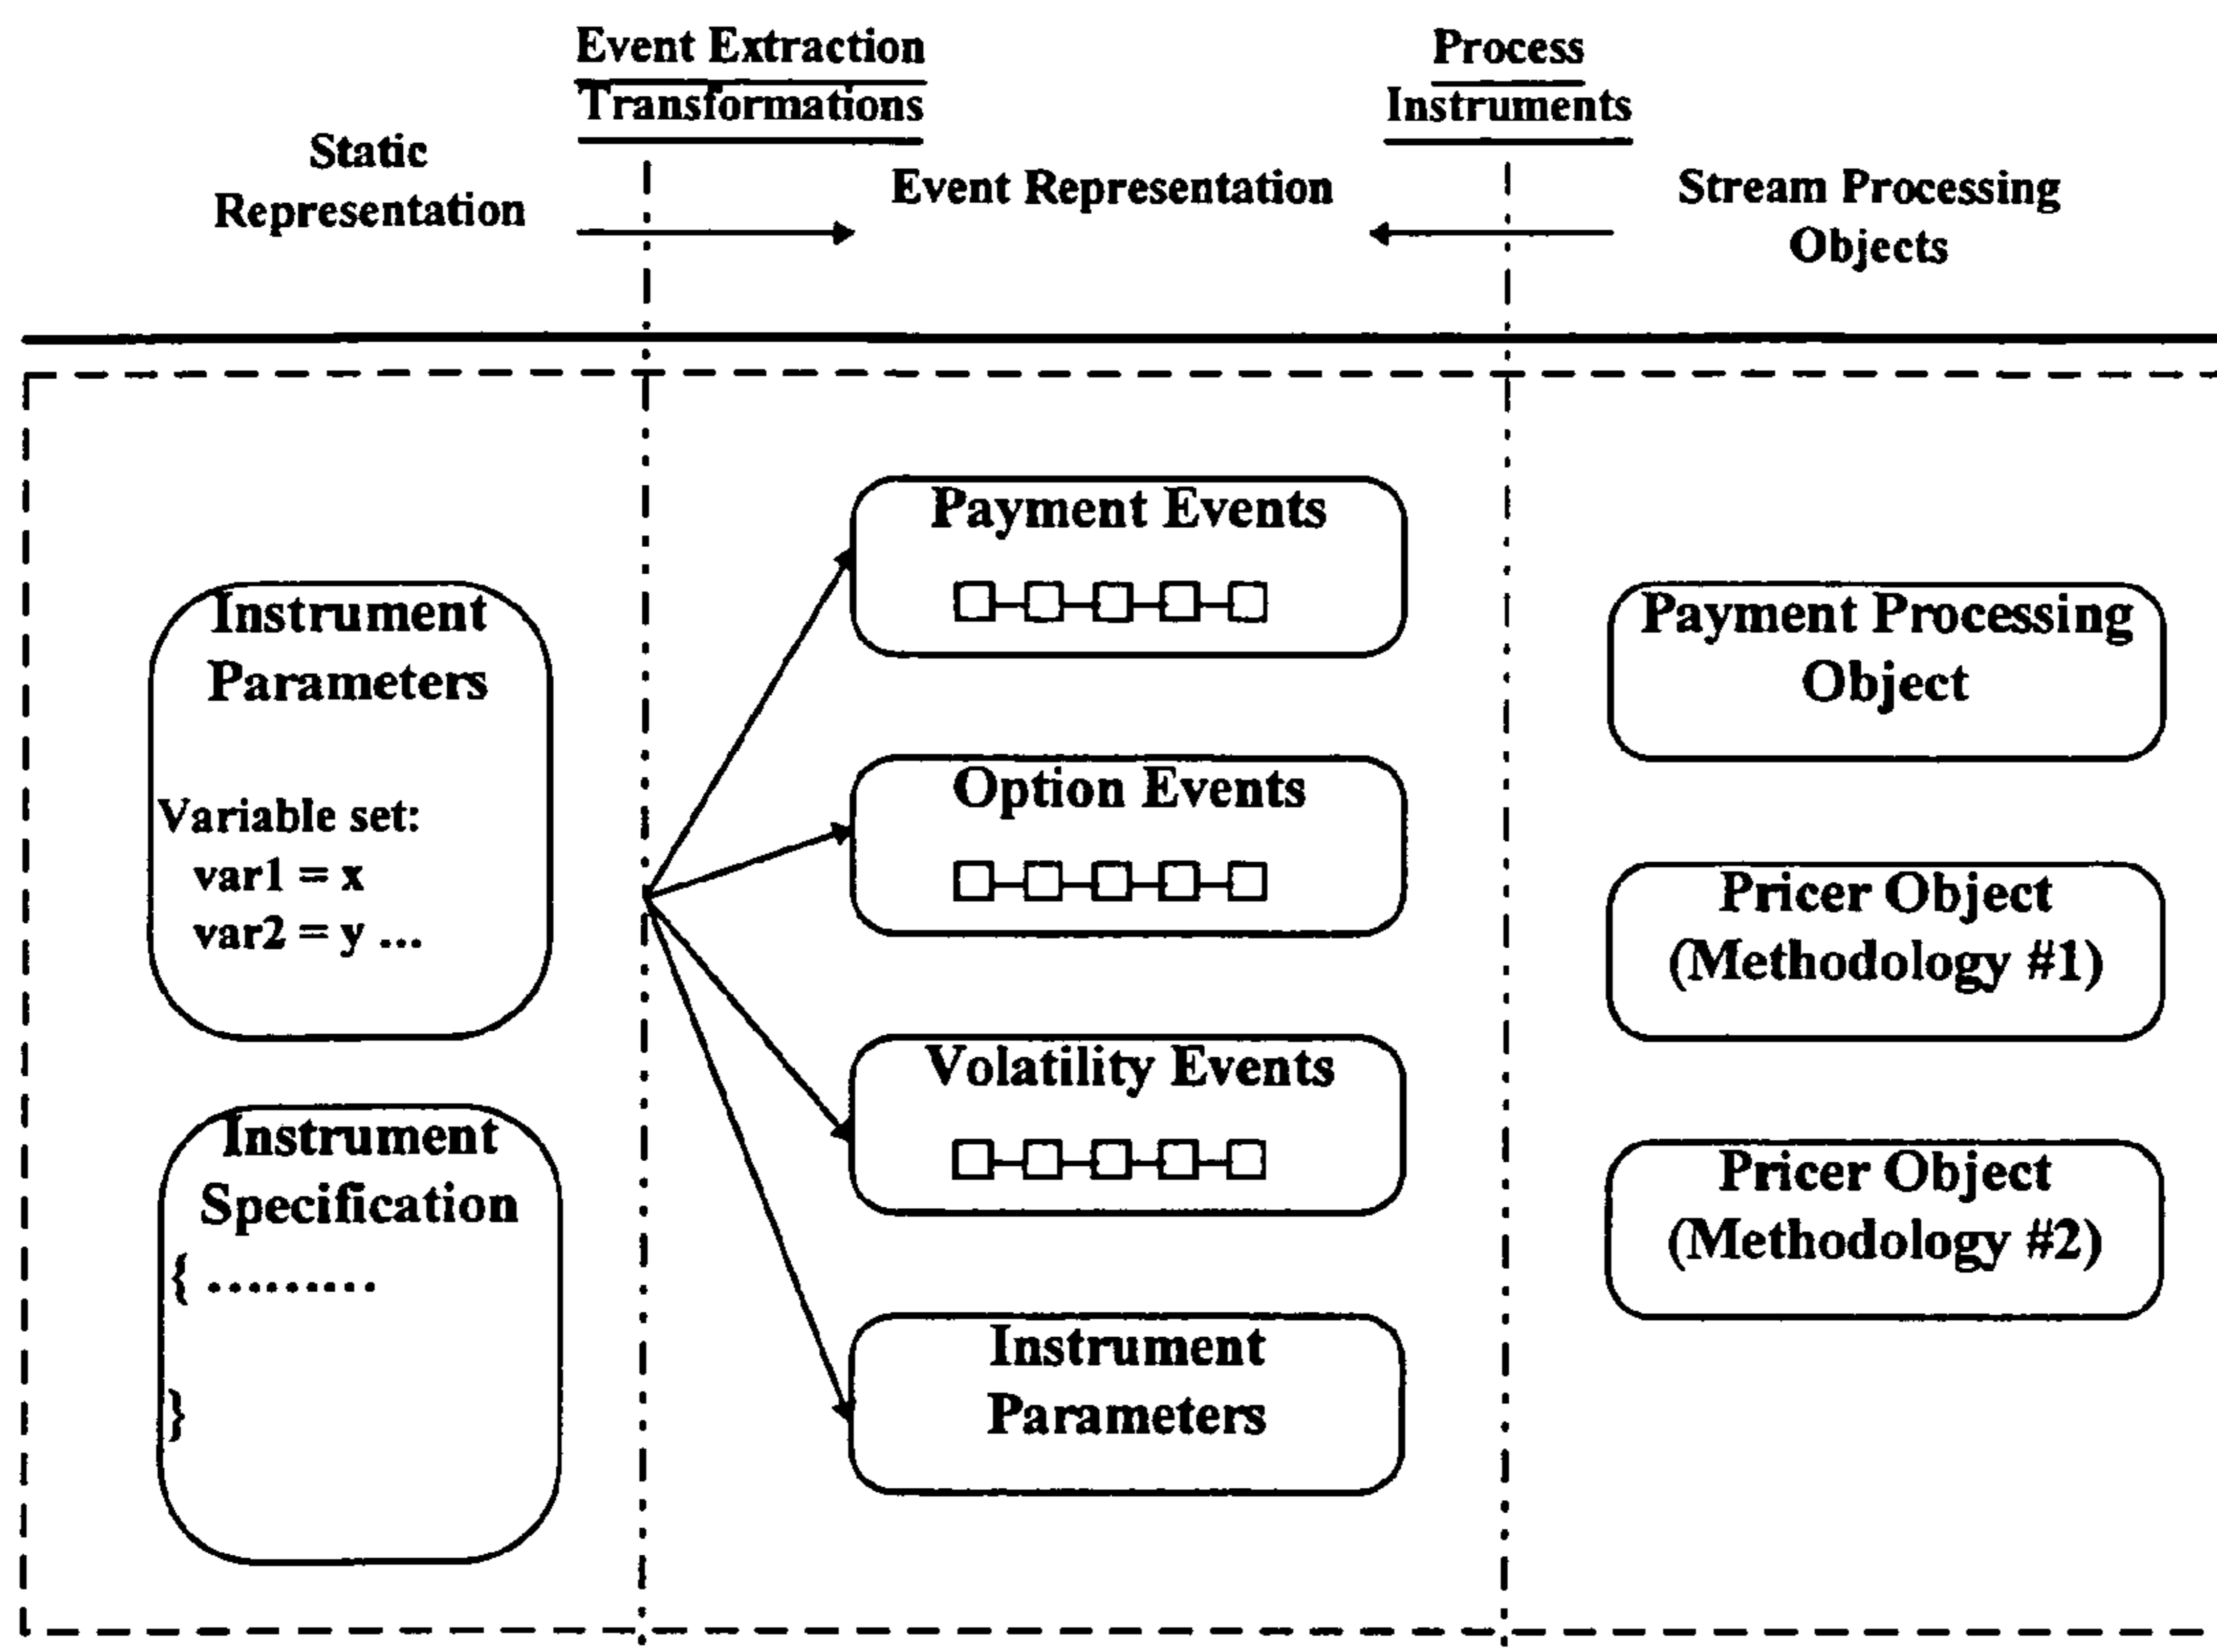 Event Extraction
Transformations
Process
Instruments
Static
Representation
Event Representation
Stream Processing
Objects
Instrument
Parameters
Variable set:
var1 = x
var2 = y ...
Instrument
Specification
{ .........
}
Payment Events
Option Events
Volatility Events
Instrument
Parameters
Payment Processing
Object
Pricer Object
(Methodology #1)
Pricer Object
(Methodology #2)